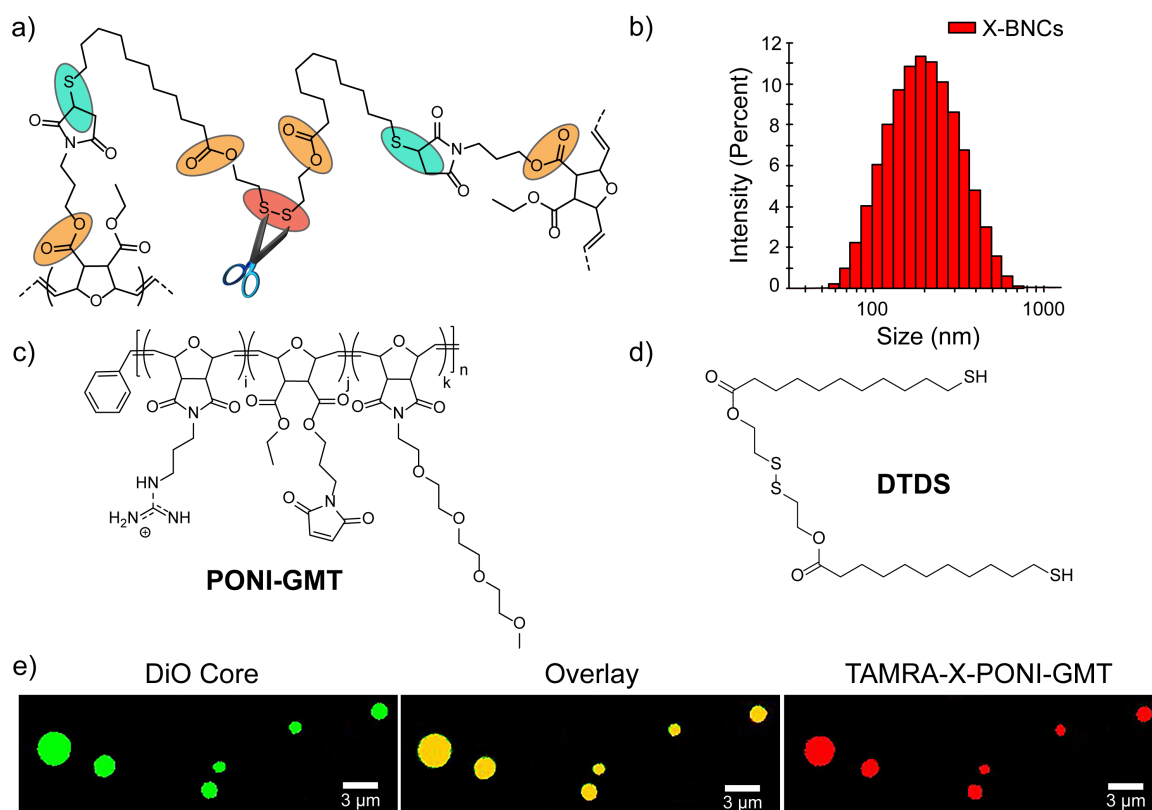 a)
S
O
N
O
O
O
O
O
O
O
O
S
S
O
O
S
O
N
O
O
O
O
O
O
b)
X-BNCs
Intensity (Percent)
12
10
8
6
4
2
0
100
1000
Size (nm)
c)
O
O
O
i
j
k
n
O
N
O
O
O
O
O
O
N
O
HN
H₂N
NH
⊕
O
N
O
O
O
O
O
PONI-GMT
d)
O
O
SH
S
S
DTDS
O
O
SH
e)
DiO Core
Overlay
TAMRA-X-PONI-GMT
3 µm
3 µm
3 µm